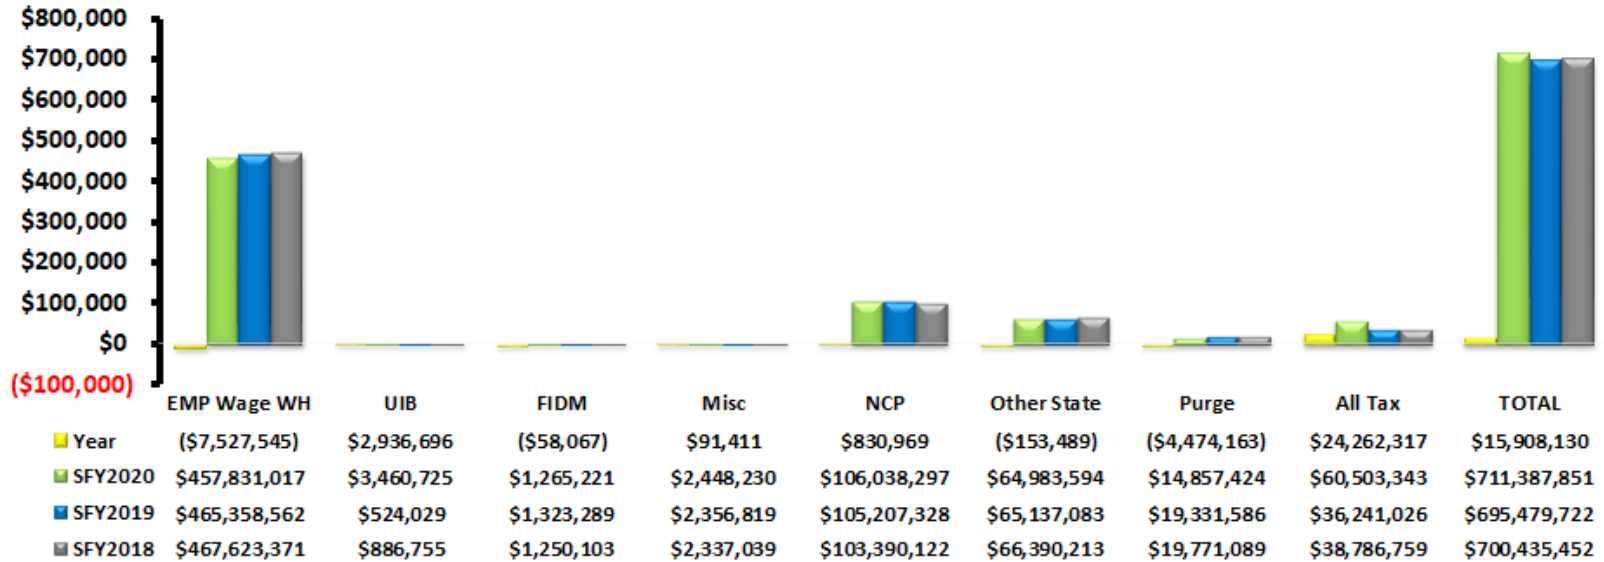 $800,000
$700,000
$600,000
$500,000
$400,000
$300,000
$200,000
$100,000
$0
($100,000)
EMP Wage WH UIB FIDM Misc NCP Other State Purge All Tax TOTAL
Year ($7,527,545) $2,936,696 ($58,067) $91,411 $830,969 ($153,489) ($4,474,163) $24,262,317 $15,908,130
SFY2020 $457,831,017 $3,460,725 $1,265,221 $2,448,230 $106,038,297 $64,983,594 $14,857,424 $60,503,343 $711,387,851
SFY2019 $465,358,562 $524,029 $1,323,289 $2,356,819 $105,207,328 $65,137,083 $19,331,586 $36,241,026 $695,479,722
SFY2018 $467,623,371 $886,755 $1,250,103 $2,337,039 $103,390,122 $66,390,213 $19,771,089 $38,786,759 $700,435,452